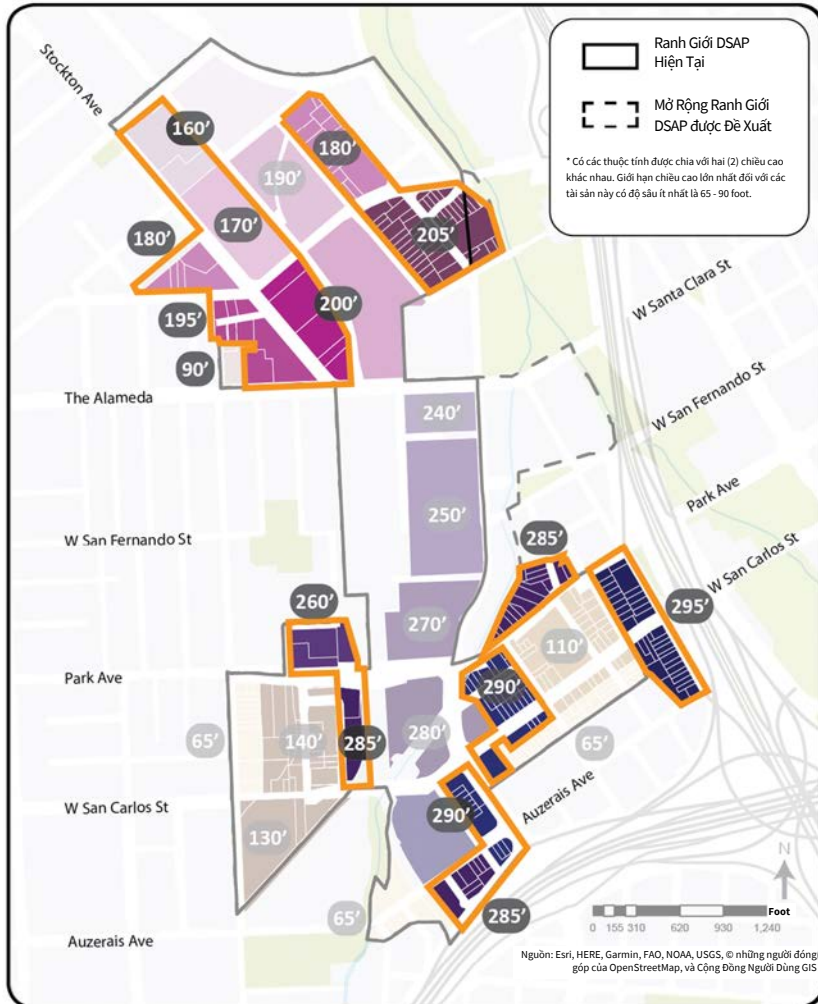 Ranh Giới DSAP
Hiện Tại
Mở Rộng Ranh Giới
DSAP được Đề Xuất
* Có các thuộc tính được chia với hai (2) chiều cao
khác nhau. Giới hạn chiều cao lớn nhất đối với các
tài sản này có độ sâu ít nhất là 65 - 90 foot.
Stockton Ave
160’
180’
190’
170’
180’
205’
200’
195’
90’
W Santa Clara St
The Alameda
240’
W San Fernando St
Park Ave
250’
W San Fernando St
285’
W San Carlos St
260’
295’
270’
110’
Park Ave
290’
65’
140’
285’
280’
65’
W San Carlos St
Auzerais Ave
290’
130’
N
65’
285’
Foot
0 155 310 620 930 1,240
Auzerais Ave
Nguồn: Esri, HERE, Garmin, FAO, NOAA, USGS, © những người đóng
góp của OpenStreetMap, và Cộng Đồng Người Dùng GIS